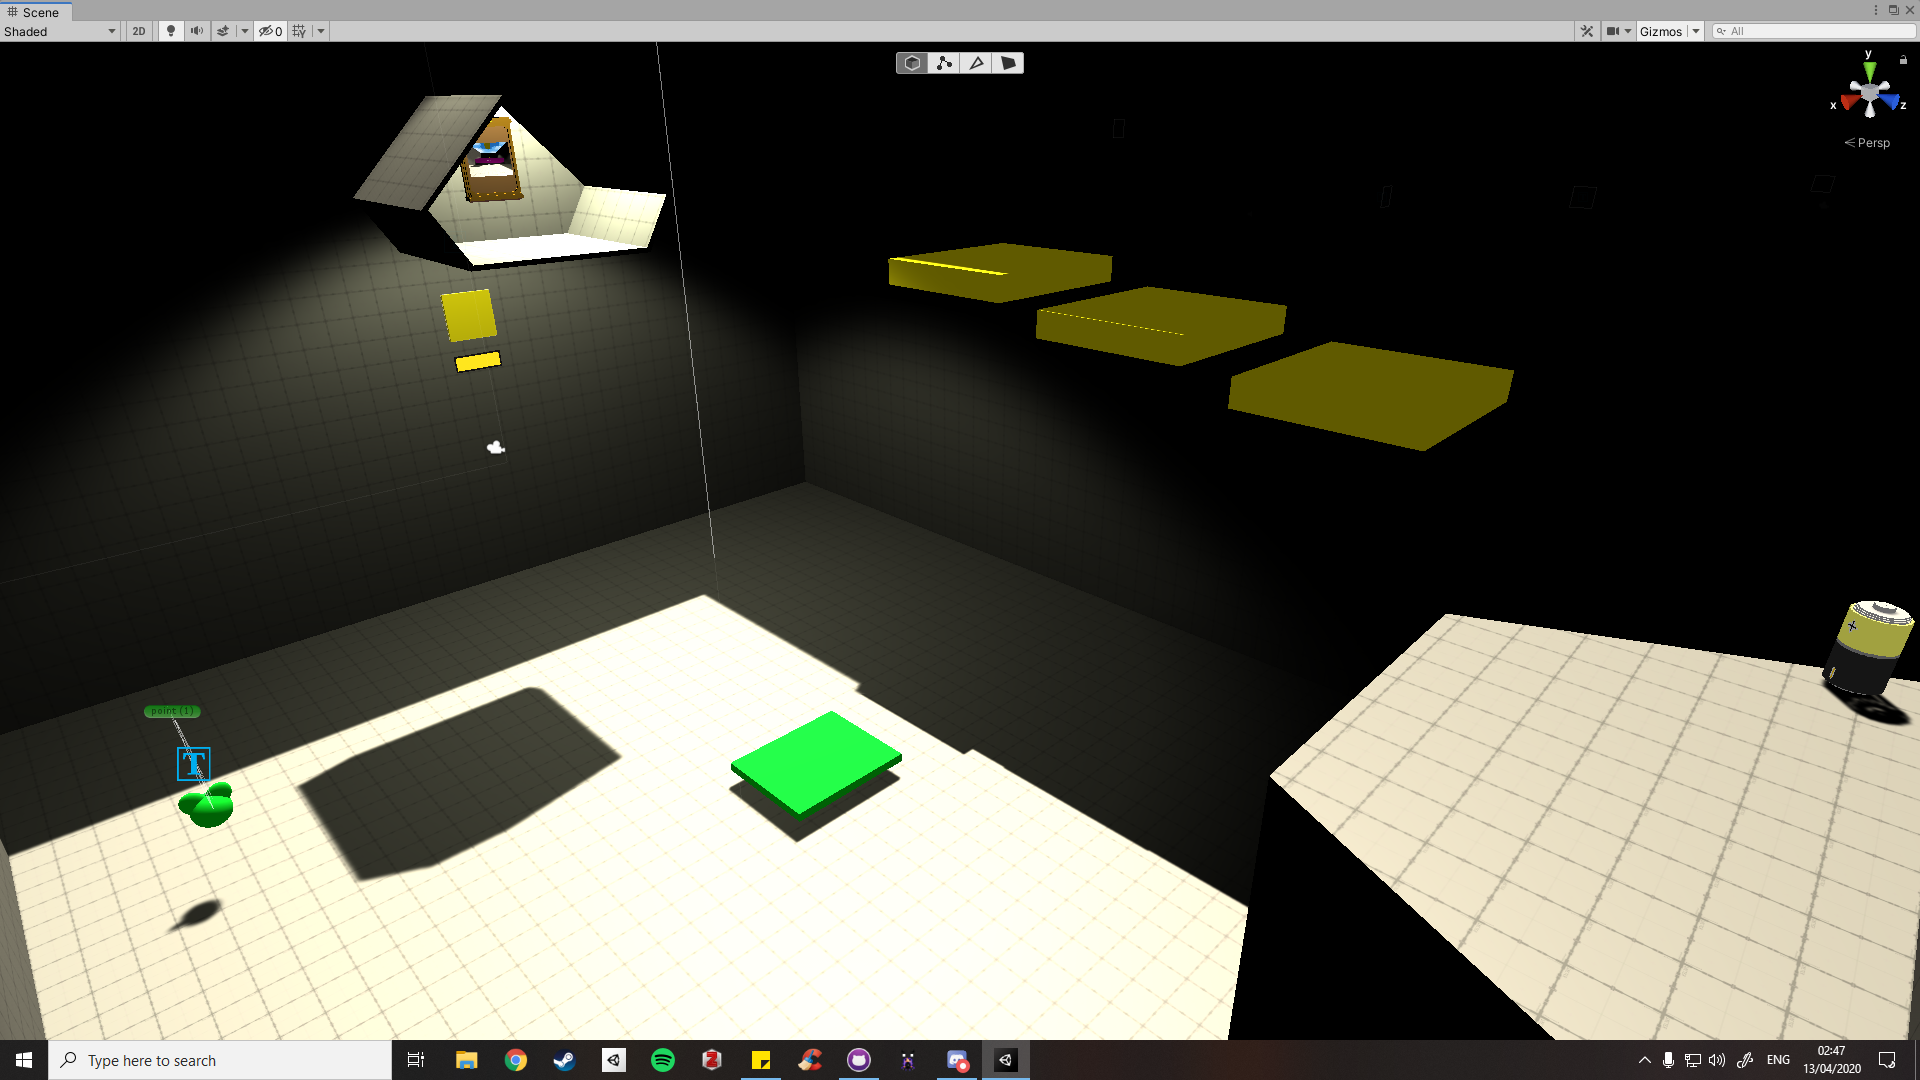 Scene
Shaded
2D
0
Gizmos
All
y
x
z
Persp
point (1)
T
+
Type here to search
ENG
02:47
13/04/2020